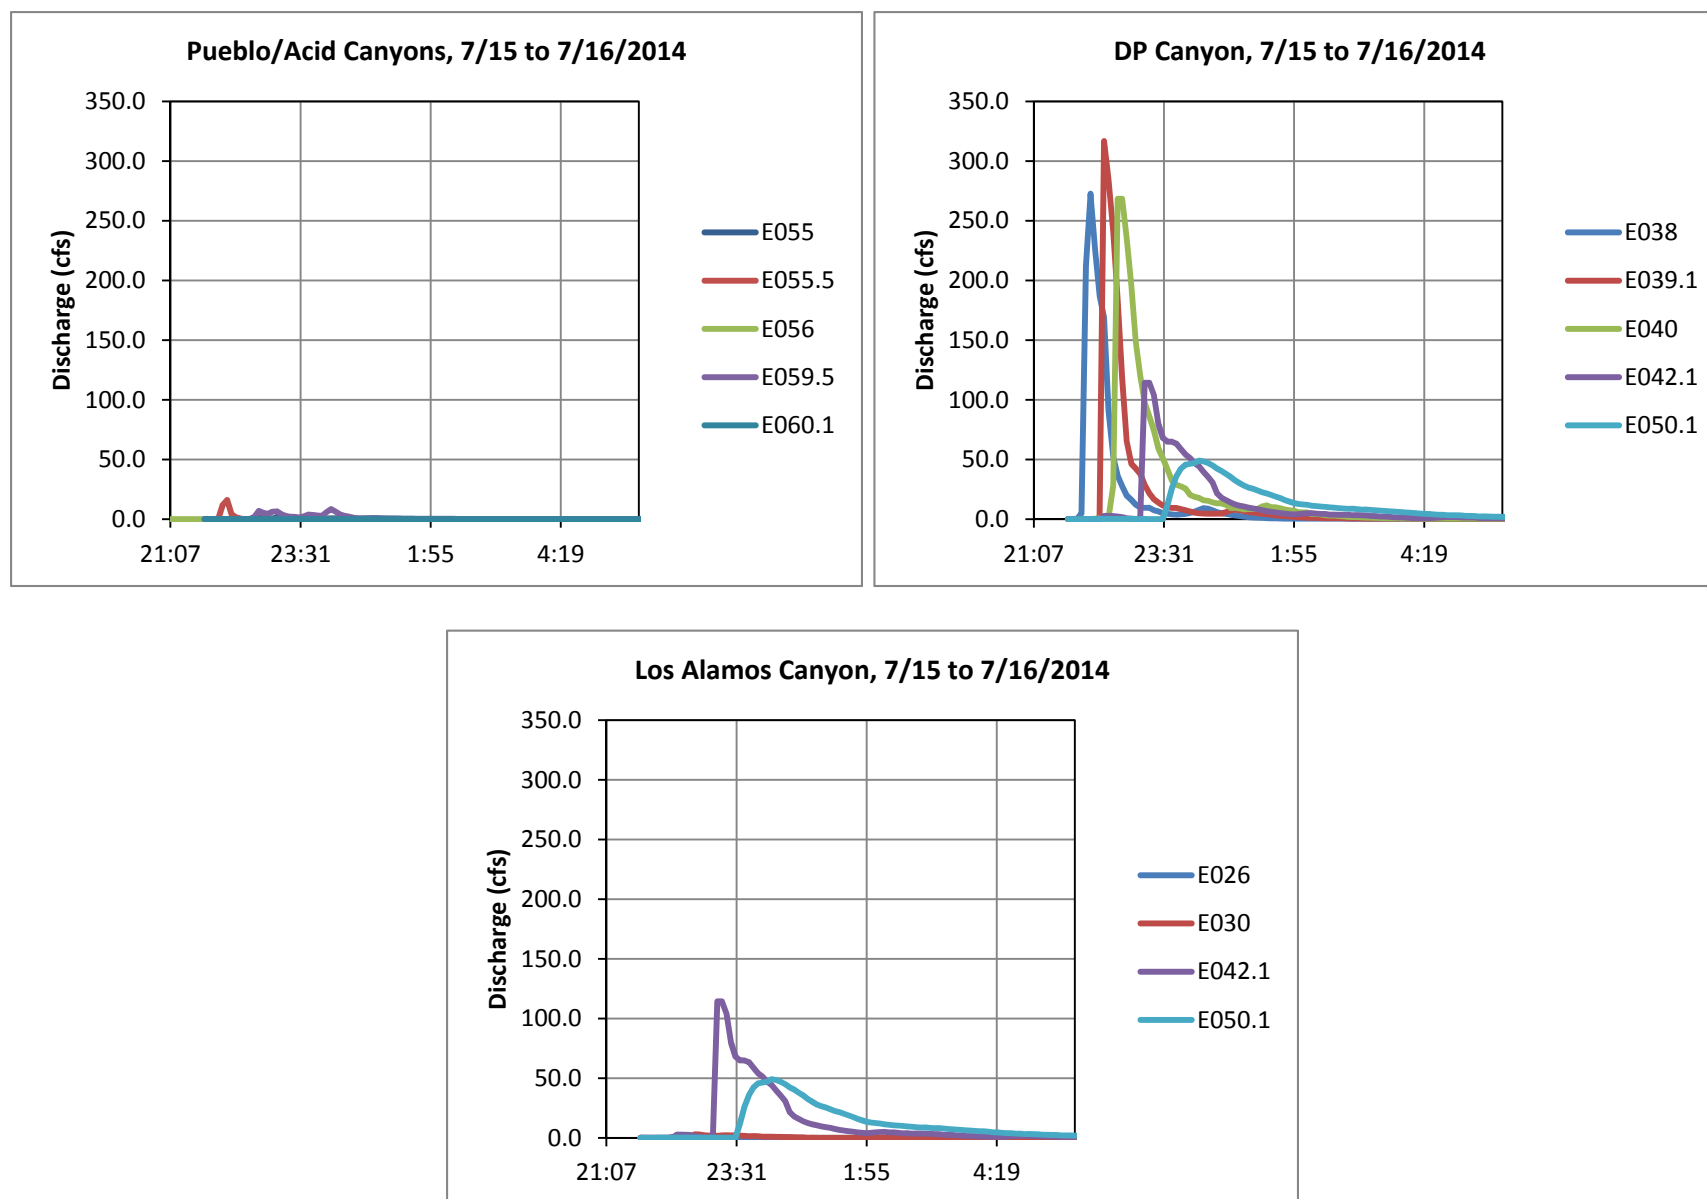 Pueblo/Acid Canyons, 7/15 to 7/16/2014
Discharge (cfs)
350.0
300.0
250.0
200.0
150.0
100.0
50.0
0.0
21:07 23:31 1:55 4:19
E055
E055.5
E056
E059.5
E060.1
DP Canyon, 7/15 to 7/16/2014
Discharge (cfs)
350.0
300.0
250.0
200.0
150.0
100.0
50.0
0.0
21:07 23:31 1:55 4:19
E038
E039.1
E040
E042.1
E050.1
Los Alamos Canyon, 7/15 to 7/16/2014
Discharge (cfs)
350.0
300.0
250.0
200.0
150.0
100.0
50.0
0.0
21:07 23:31 1:55 4:19
E026
E030
E042.1
E050.1